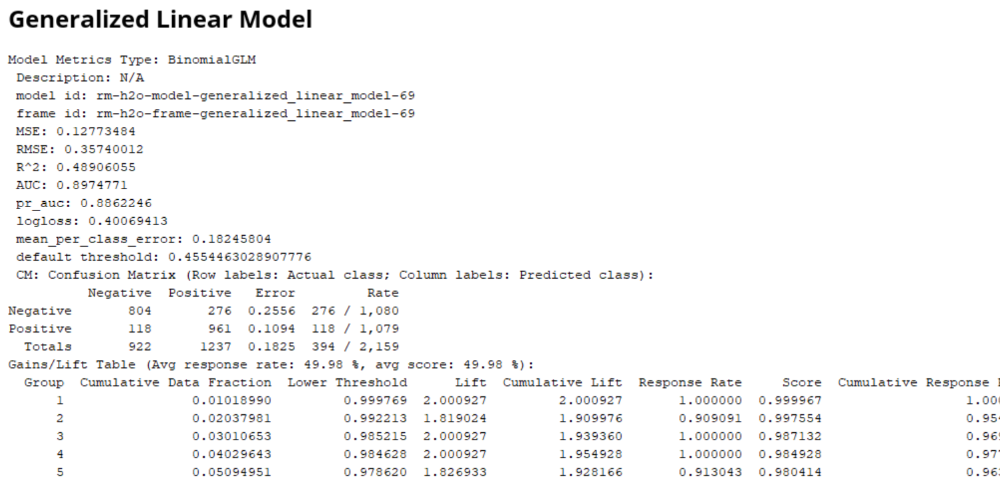 Generalized Linear Model
Model Metrics Type: BinomialGLM
Description: N/A
model id: rm-h2o-model-generalized_linear_model-69
frame id: rm-h2o-frame-generalized_linear_model-69
MSE: 0.12773484
RMSE: 0.35740012
R^2: 0.48906055
AUC: 0.8974771
pr_auc: 0.8862246
logloss: 0.40069413
mean_per_class_error: 0.18245804
default threshold: 0.4554463028907776
CM: Confusion Matrix (Row labels: Actual class; Column labels: Predicted class):
Negative Positive Error Rate
Negative 804 276 0.2556 276 / 1,080
Positive 118 961 0.1094 118 / 1,079
Totals 922 1237 0.1825 394 / 2,159
Gains/Lift Table (Avg response rate: 49.98 %, avg score: 49.98 %):
Group Cumulative Data Fraction Lower Threshold Lift Cumulative Lift Response Rate Score Cumulative Response
1 0.01018990 0.999769 2.000927 2.000927 1.000000 0.999967 1.00
2 0.02037981 0.992213 1.819024 1.909976 0.909091 0.997554 0.95
3 0.03010653 0.985215 2.000927 1.939360 1.000000 0.987132 0.96
4 0.04029643 0.984628 2.000927 1.954928 1.000000 0.984928 0.97
5 0.05094951 0.978620 1.826933 1.928166 0.913043 0.980414 0.96